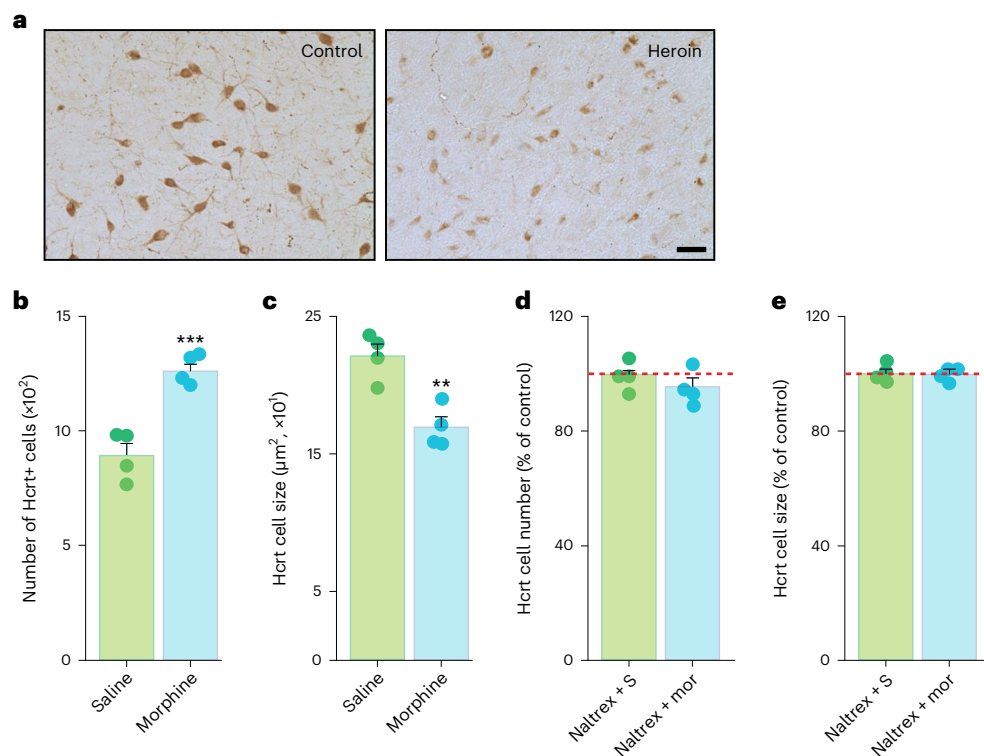 a
Control
Heroin
b
15
10
5
0
Number of Hcrt+ cells (×10²)
***
Saline
Morphine
c
25
15
5
0
Hcrt cell size (µm², ×10¹)
**
Saline
Morphine
d
120
80
40
0
Hcrt cell number (% of control)
Naltrex + S
Naltrex + mor
e
120
80
40
0
Hcrt cell size (% of control)
Naltrex + S
Naltrex + mor